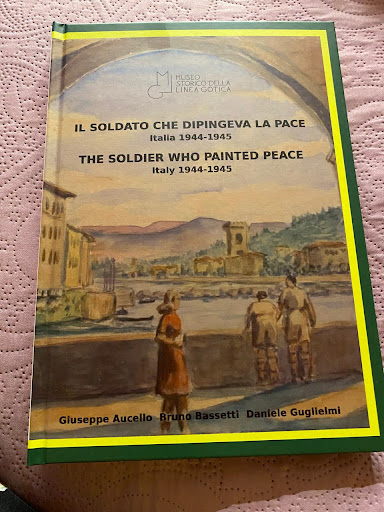 MUSEO
STORICO DELLA
LINEA GOTICA
IL SOLDATO CHE DIPINGEVA LA PACE
Italia 1944-1945
THE SOLDIER WHO PAINTED PEACE
Italy 1944-1945
Giuseppe Aucello Bruno Bassetti Daniele Guglielmi